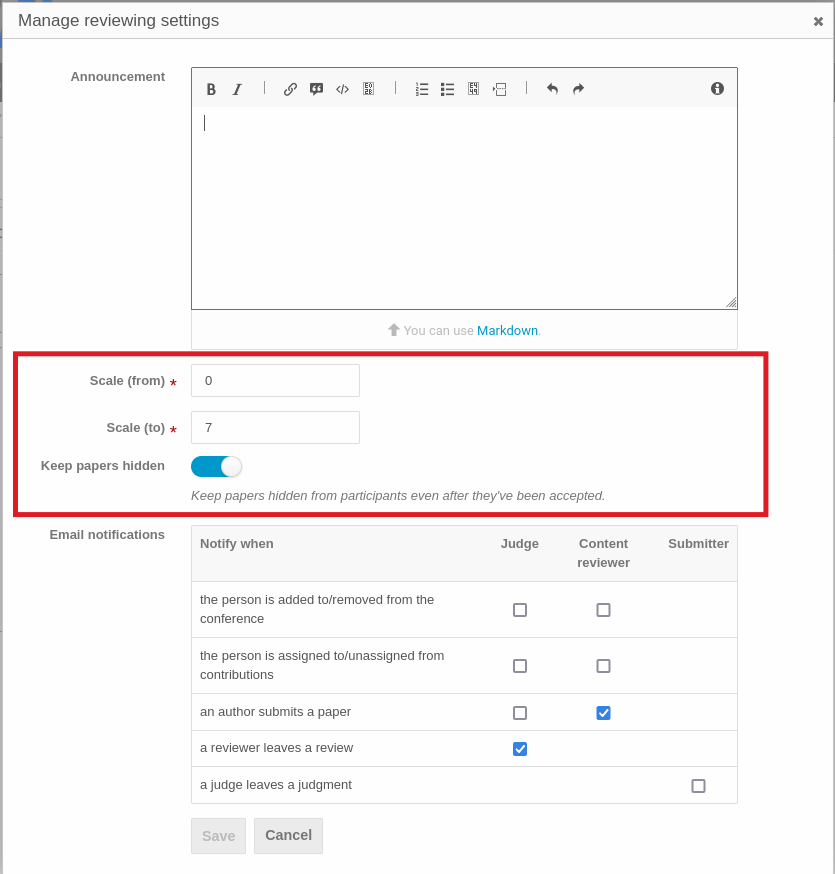 Manage reviewing settings
Announcement
You can use Markdown.
Scale (from) *
0
Scale (to) *
7
Keep papers hidden
Keep papers hidden from participants even after they've been accepted.
Email notifications
Notify when
Judge
Content
reviewer
Submitter
the person is added to/removed from the
conference
the person is assigned to/unassigned from
contributions
an author submits a paper
a reviewer leaves a review
a judge leaves a judgment
Save
Cancel